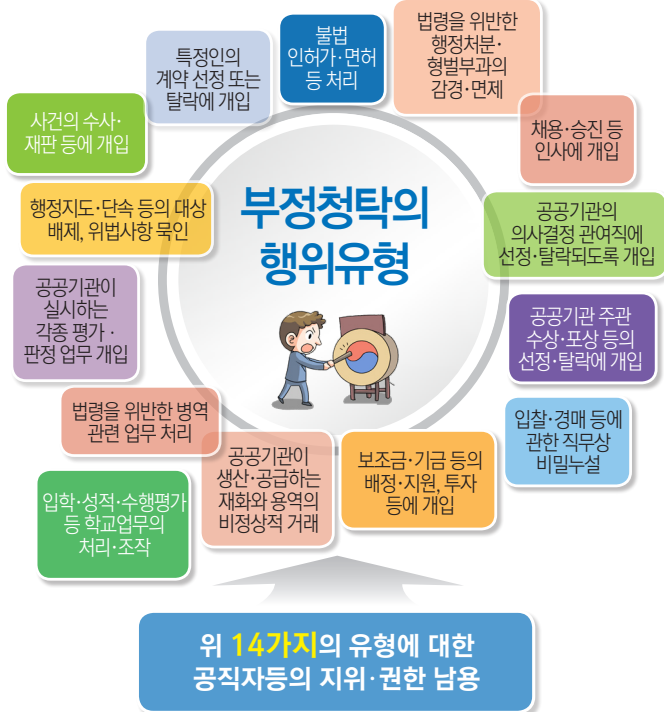 부정청탁의
행위유형
불법
인허가·면허
등 처리
법령을 위반한
행정처분·
형벌부과의
감경·면제
채용·승진 등
인사에 개입
공공기관의
의사결정 관여직에
선정·탈락되도록 개입
공공기관 주관
수상·포상 등의
선정·탈락에 개입
입찰·경매 등에
관한 직무상
비밀누설
특정인의
계약 선정 또는
탈락에 개입
보조금·기금 등의
배정·지원, 투자
등에 개입
공공기관이
생산·공급하는
재화와 용역의
비정상적 거래
입학·성적·수행평가
등 학교업무의
처리·조작
법령을 위반한 병역
관련 업무 처리
공공기관이
실시하는
각종 평가·
판정 업무 개입
행정지도·단속 등의 대상
배제, 위법사항 묵인
사건의 수사·
재판 등에 개입
위 14가지의 유형에 대한
공직자등의 지위·권한 남용